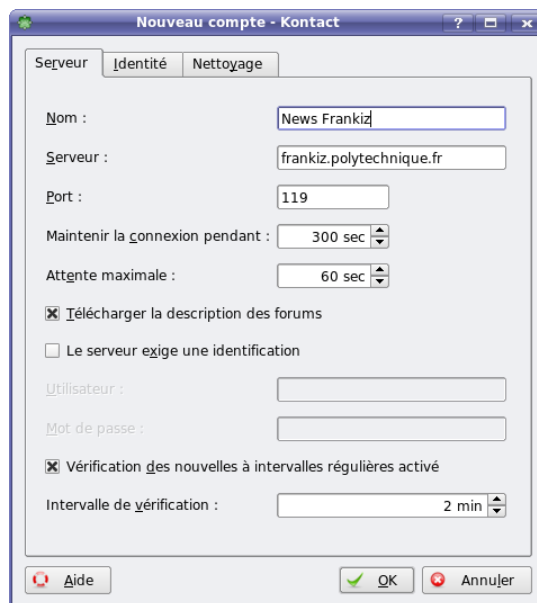 Nouveau compte - Kontact
Serveur Identité Nettoyage
Nom : News Frankiz
Serveur : frankiz.polytechnique.fr
Port : 119
Maintenir la connexion pendant : 300 sec
Attente maximale : 60 sec
Télécharger la description des forums
Le serveur exige une identification
Utilisateur :
Mot de passe :
Vérification des nouvelles à intervalles régulières activé
Intervalle de vérification : 2 min
Aide OK Annuler